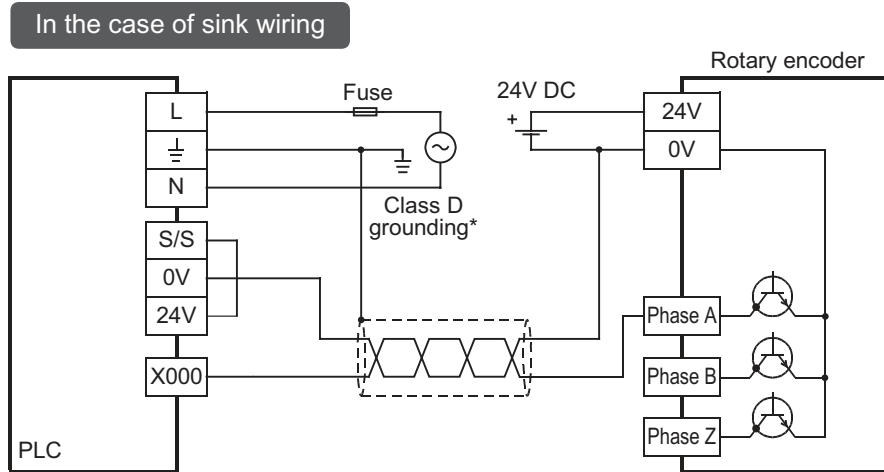 In the case of sink wiring
Rotary encoder
Fuse
24V DC
+
L
N
24V
0V
Class D
grounding*
S/S
0V
24V
X000
Phase A
Phase B
Phase Z
PLC